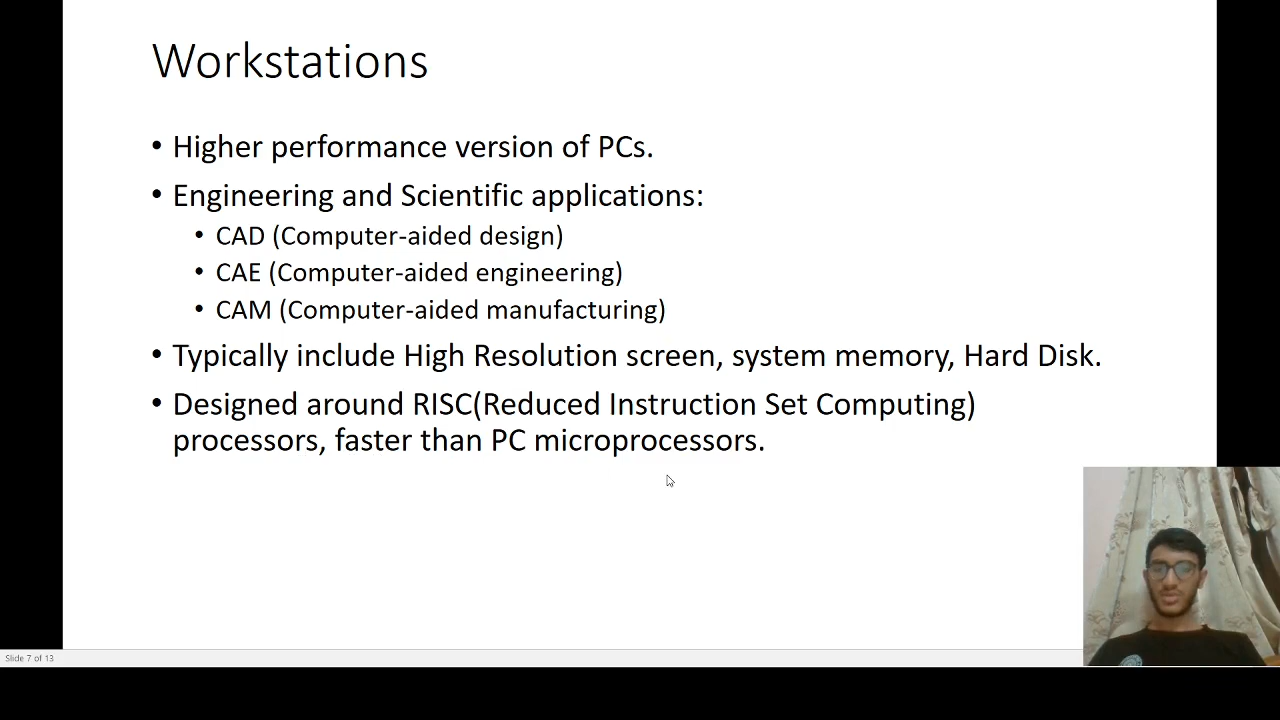 Workstations
• Higher performance version of PCs.
• Engineering and Scientific applications:
• CAD (Computer-aided design)
• CAE (Computer-aided engineering)
• CAM (Computer-aided manufacturing)
• Typically include High Resolution screen, system memory, Hard Disk.
• Designed around RISC(Reduced Instruction Set Computing)
processors, faster than PC microprocessors.
Slide 7 of 13